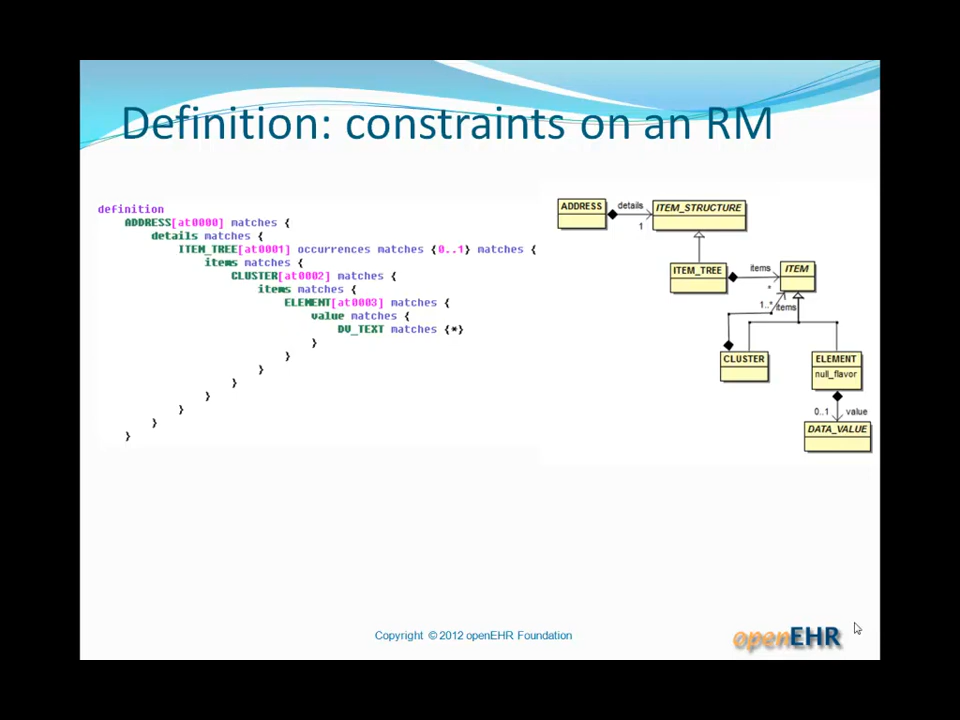 Definition: constraints on an RM
definition
ADDRESS[at0000] matches {
details matches {
ITEM_TREE[at0001] occurrences matches {0..1} matches {
items matches {
CLUSTER[at0002] matches {
items matches {
ELEMENT[at0003] matches {
value matches {
DV_TEXT matches {*}
}
}
}
}
}
}
}
}
ADDRESS
details
1
ITEM_STRUCTURE
ITEM_TREE
items
*
ITEM
1..*
items
CLUSTER
ELEMENT
null_flavor
0..1
value
DATA_VALUE
Copyright © 2012 openEHR Foundation
openEHR